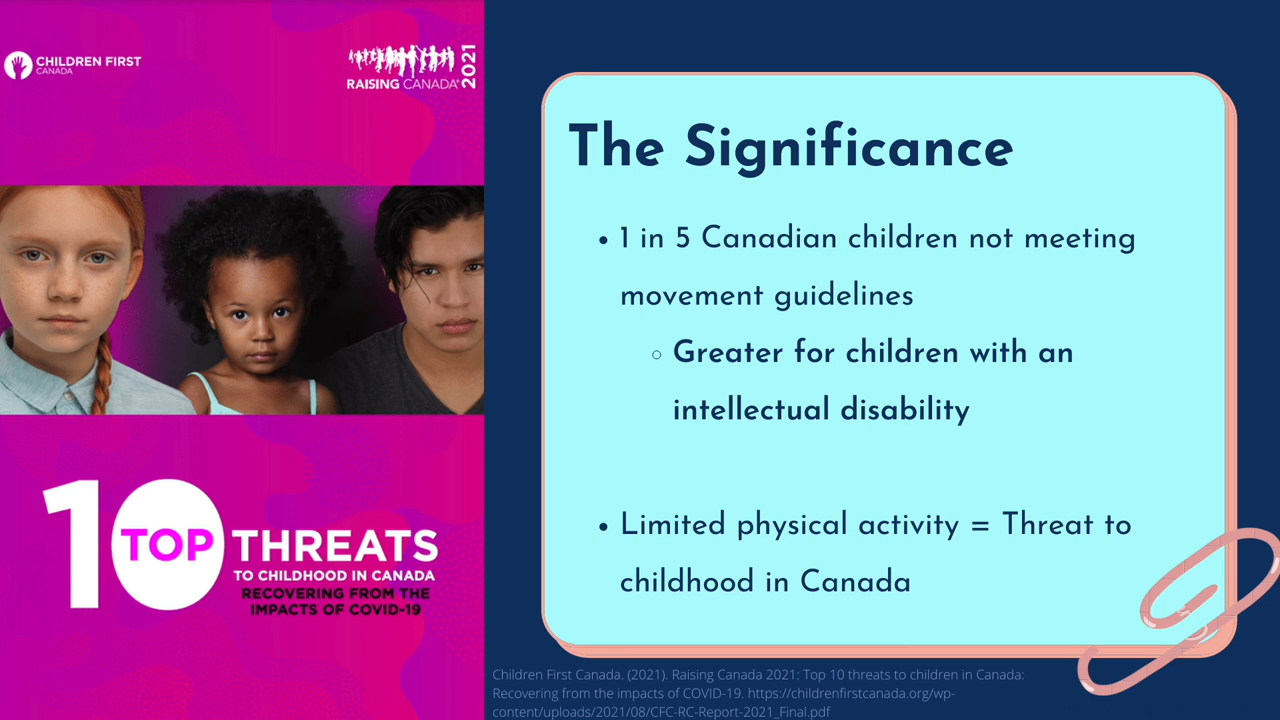 CHILDREN FIRST
CANADA
RAISING CANADA® 2021
10 TOP THREATS
TO CHILDHOOD IN CANADA
RECOVERING FROM THE
IMPACTS OF COVID-19
The Significance
• 1 in 5 Canadian children not meeting
movement guidelines
○ Greater for children with an
intellectual disability
• Limited physical activity = Threat to
childhood in Canada
Children First Canada. (2021). Raising Canada 2021: Top 10 threats to children in Canada:
Recovering from the impacts of COVID-19. https://childrenfirstcanada.org/wp-
content/uploads/2021/08/CFC-RC-Report-2021_Final.pdf